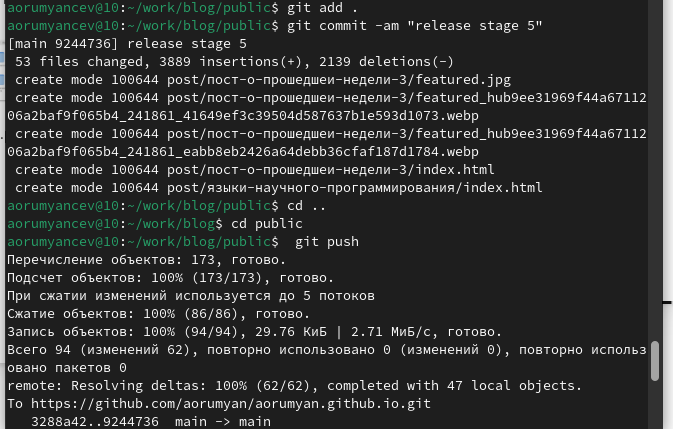 aorumyancev@10:~/work/blog/public$ git add .
aorumyancev@10:~/work/blog/public$ git commit -am "release stage 5"
[main 9244736] release stage 5
 53 files changed, 3889 insertions(+), 2139 deletions(-)
 create mode 100644 post/пост-о-прошедшеи-недели-3/featured.jpg
 create mode 100644 post/пост-о-прошедшеи-недели-3/featured_hub9ee31969f44a67112
06a2baf9f065b4_241861_41649ef3c39504d587637b1e593d1073.webp
 create mode 100644 post/пост-о-прошедшеи-недели-3/featured_hub9ee31969f44a67112
06a2baf9f065b4_241861_eabb8eb2426a64debb36cfaf187d1784.webp
 create mode 100644 post/пост-о-прошедшеи-недели-3/index.html
 create mode 100644 post/языки-научного-программирования/index.html
aorumyancev@10:~/work/blog/public$ cd ..
aorumyancev@10:~/work/blog$ cd public
aorumyancev@10:~/work/blog/public$  git push
Перечисление объектов: 173, готово.
Подсчет объектов: 100% (173/173), готово.
При сжатии изменений используется до 5 потоков
Сжатие объектов: 100% (86/86), готово.
Запись объектов: 100% (94/94), 29.76 КиБ | 2.71 МиБ/с, готово.
Всего 94 (изменений 62), повторно использовано 0 (изменений 0), повторно использ
овано пакетов 0
remote: Resolving deltas: 100% (62/62), completed with 47 local objects.
To https://github.com/aorumyan/aorumyan.github.io.git
   3288a42..9244736  main -> main